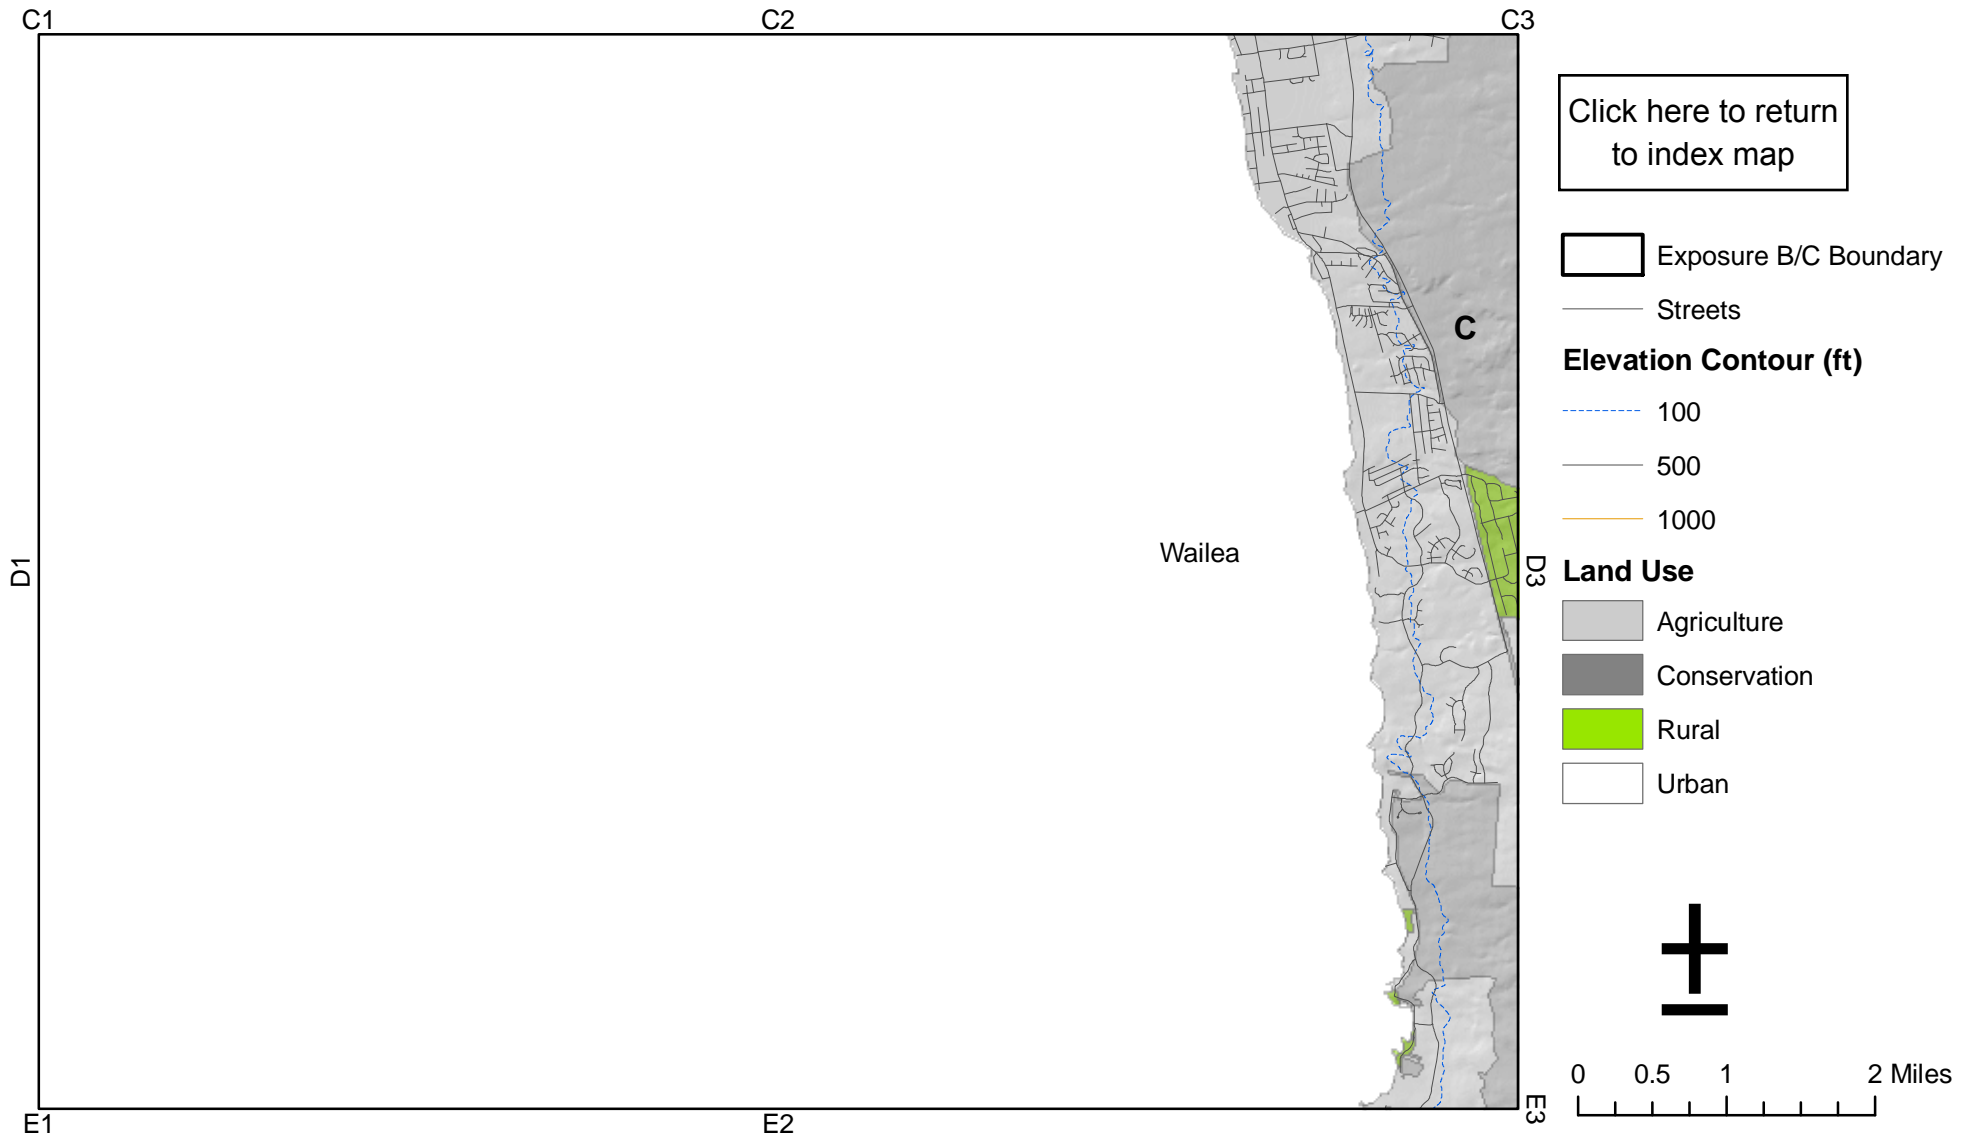 C1
C2
C3
Click here to return
to index map
Exposure B/C Boundary
Streets
C
Elevation Contour (ft)
100
500
1000
Wailea
D1
D3
Land Use
Agriculture
Conservation
Rural
Urban
0 0.5 1 2 Miles
E1
E2
E3